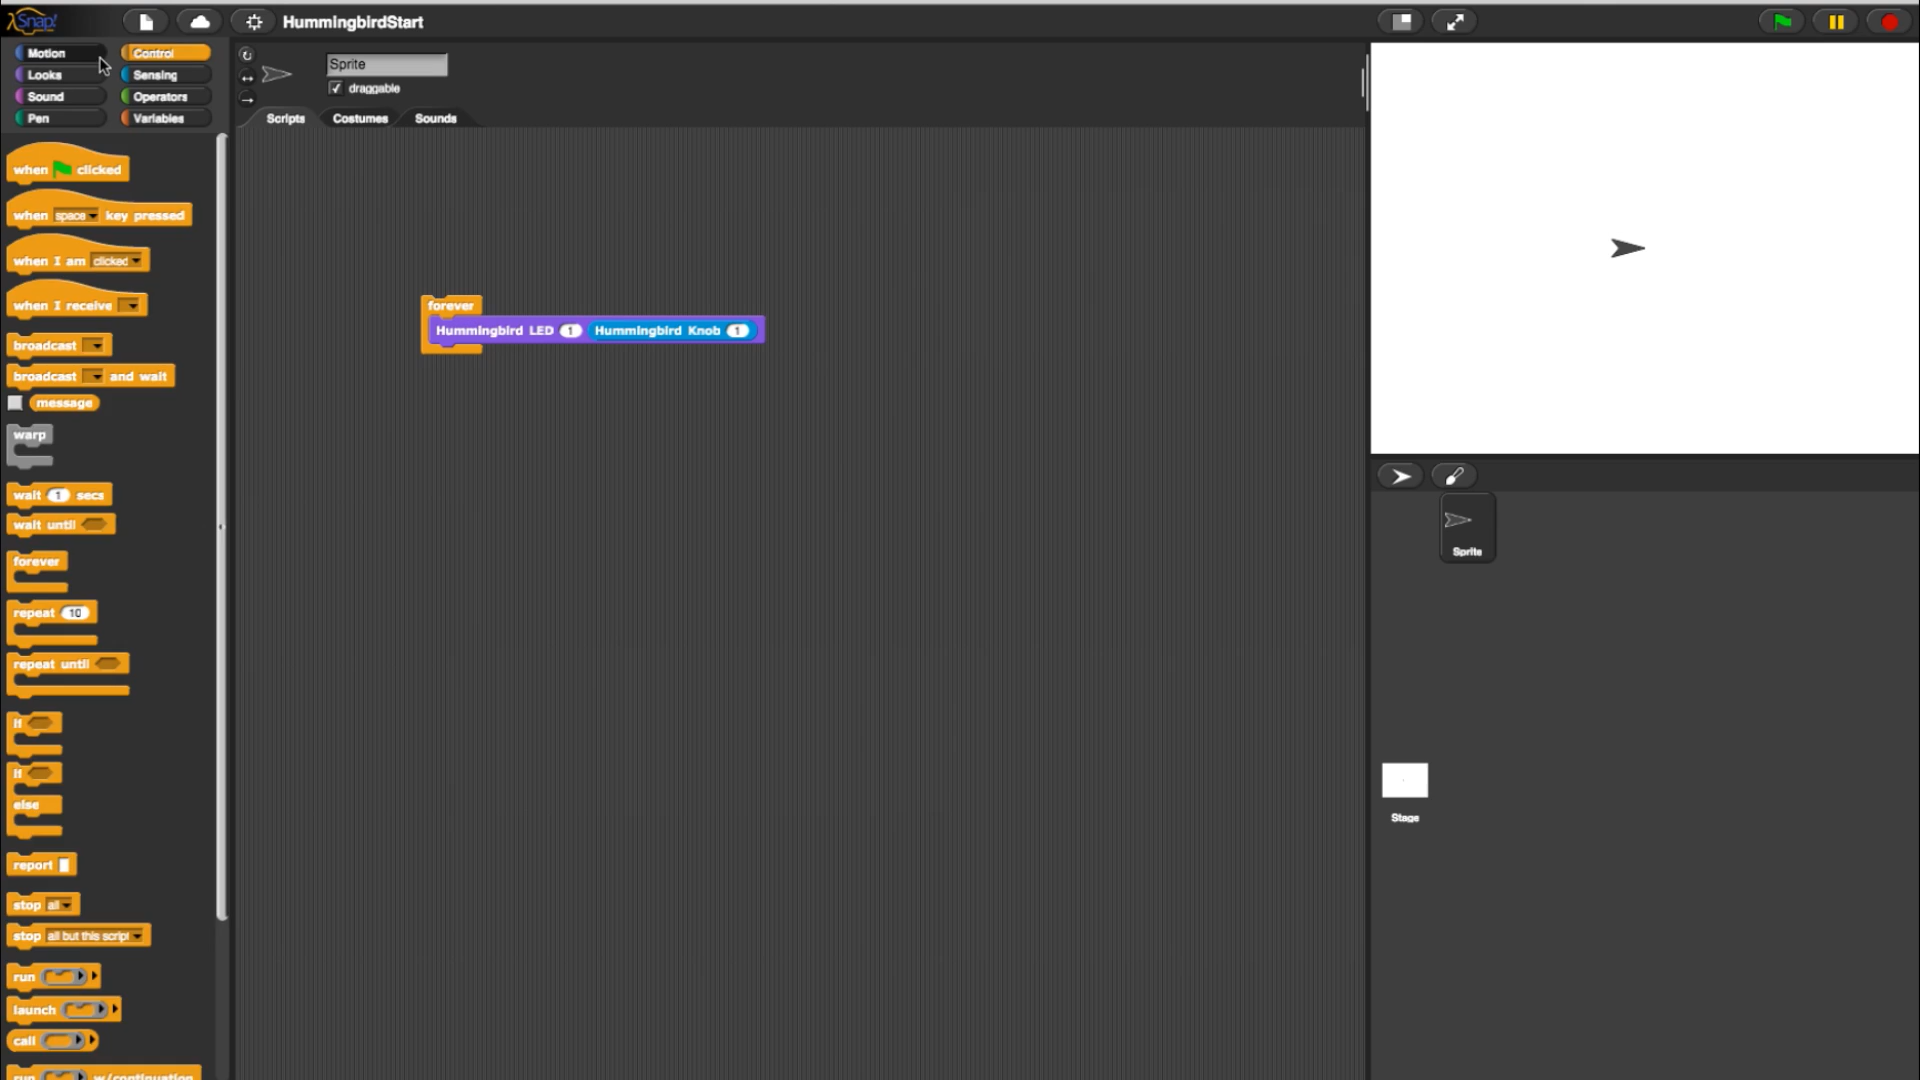 Snap!
HummingbirdStart
Motion
Control
Looks
Sensing
Sound
Operators
Pen
Variables
Sprite
draggable
Scripts
Costumes
Sounds
when clicked
when space key pressed
when I am clicked
when I receive
broadcast
broadcast and wait
message
warp
wait 1 secs
wait until
forever
repeat 10
repeat until
if
if
else
report
stop all
stop all but this script
run
launch
call
run w/continuation
forever
Hummingbird LED 1 Hummingbird Knob 1
Sprite
Stage